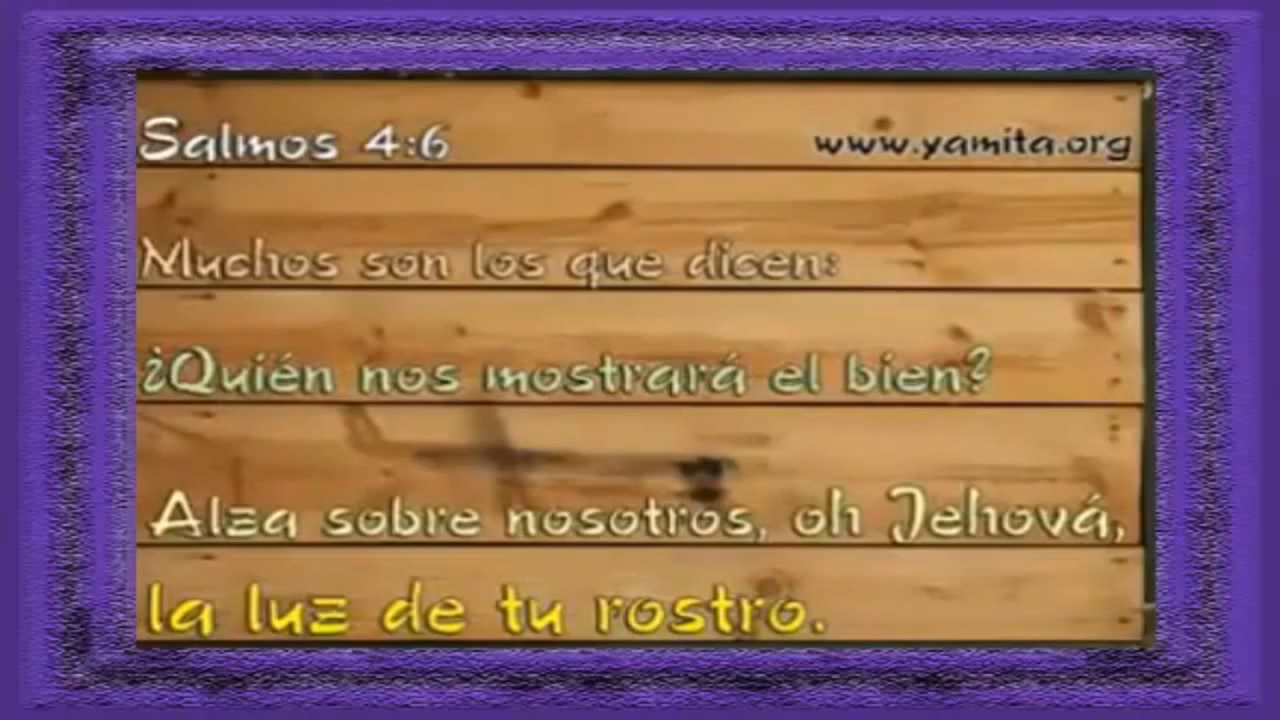 Salmos 4:6
www.yamita.org
Muchos son los que dicen:
¿Quién nos mostrará el bien?
Alza sobre nosotros, oh Jehová,
la luz de tu rostro.